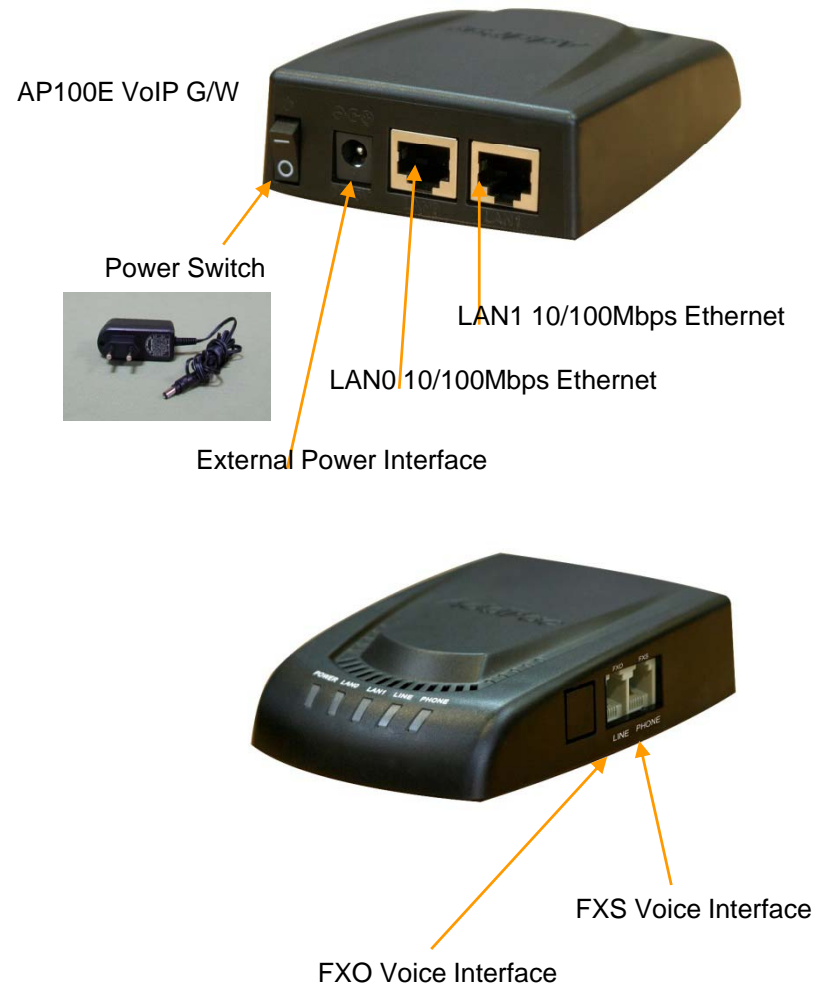 AP100E VoIP G/W
Power Switch
LAN1 10/100Mbps Ethernet
LAN0 10/100Mbps Ethernet
External Power Interface
POWER LAN0 LAN1 LINE PHONE
FXO FXS
LINE PHONE
FXS Voice Interface
FXO Voice Interface